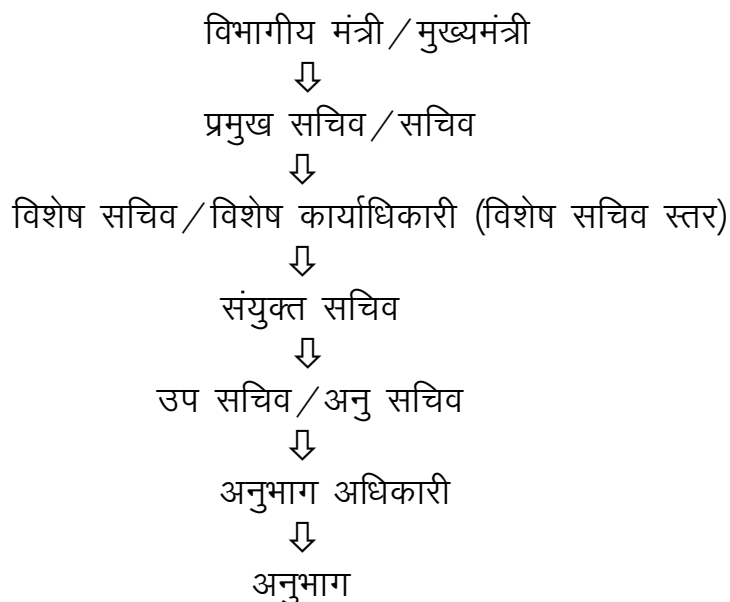 विभागीय मंत्री/मुख्यमंत्री
⇩
प्रमुख सचिव/सचिव
⇩
विशेष सचिव/विशेष कार्याधिकारी (विशेष सचिव स्तर)
⇩
संयुक्त सचिव
⇩
उप सचिव/अनु सचिव
⇩
अनुभाग अधिकारी
⇩
अनुभाग